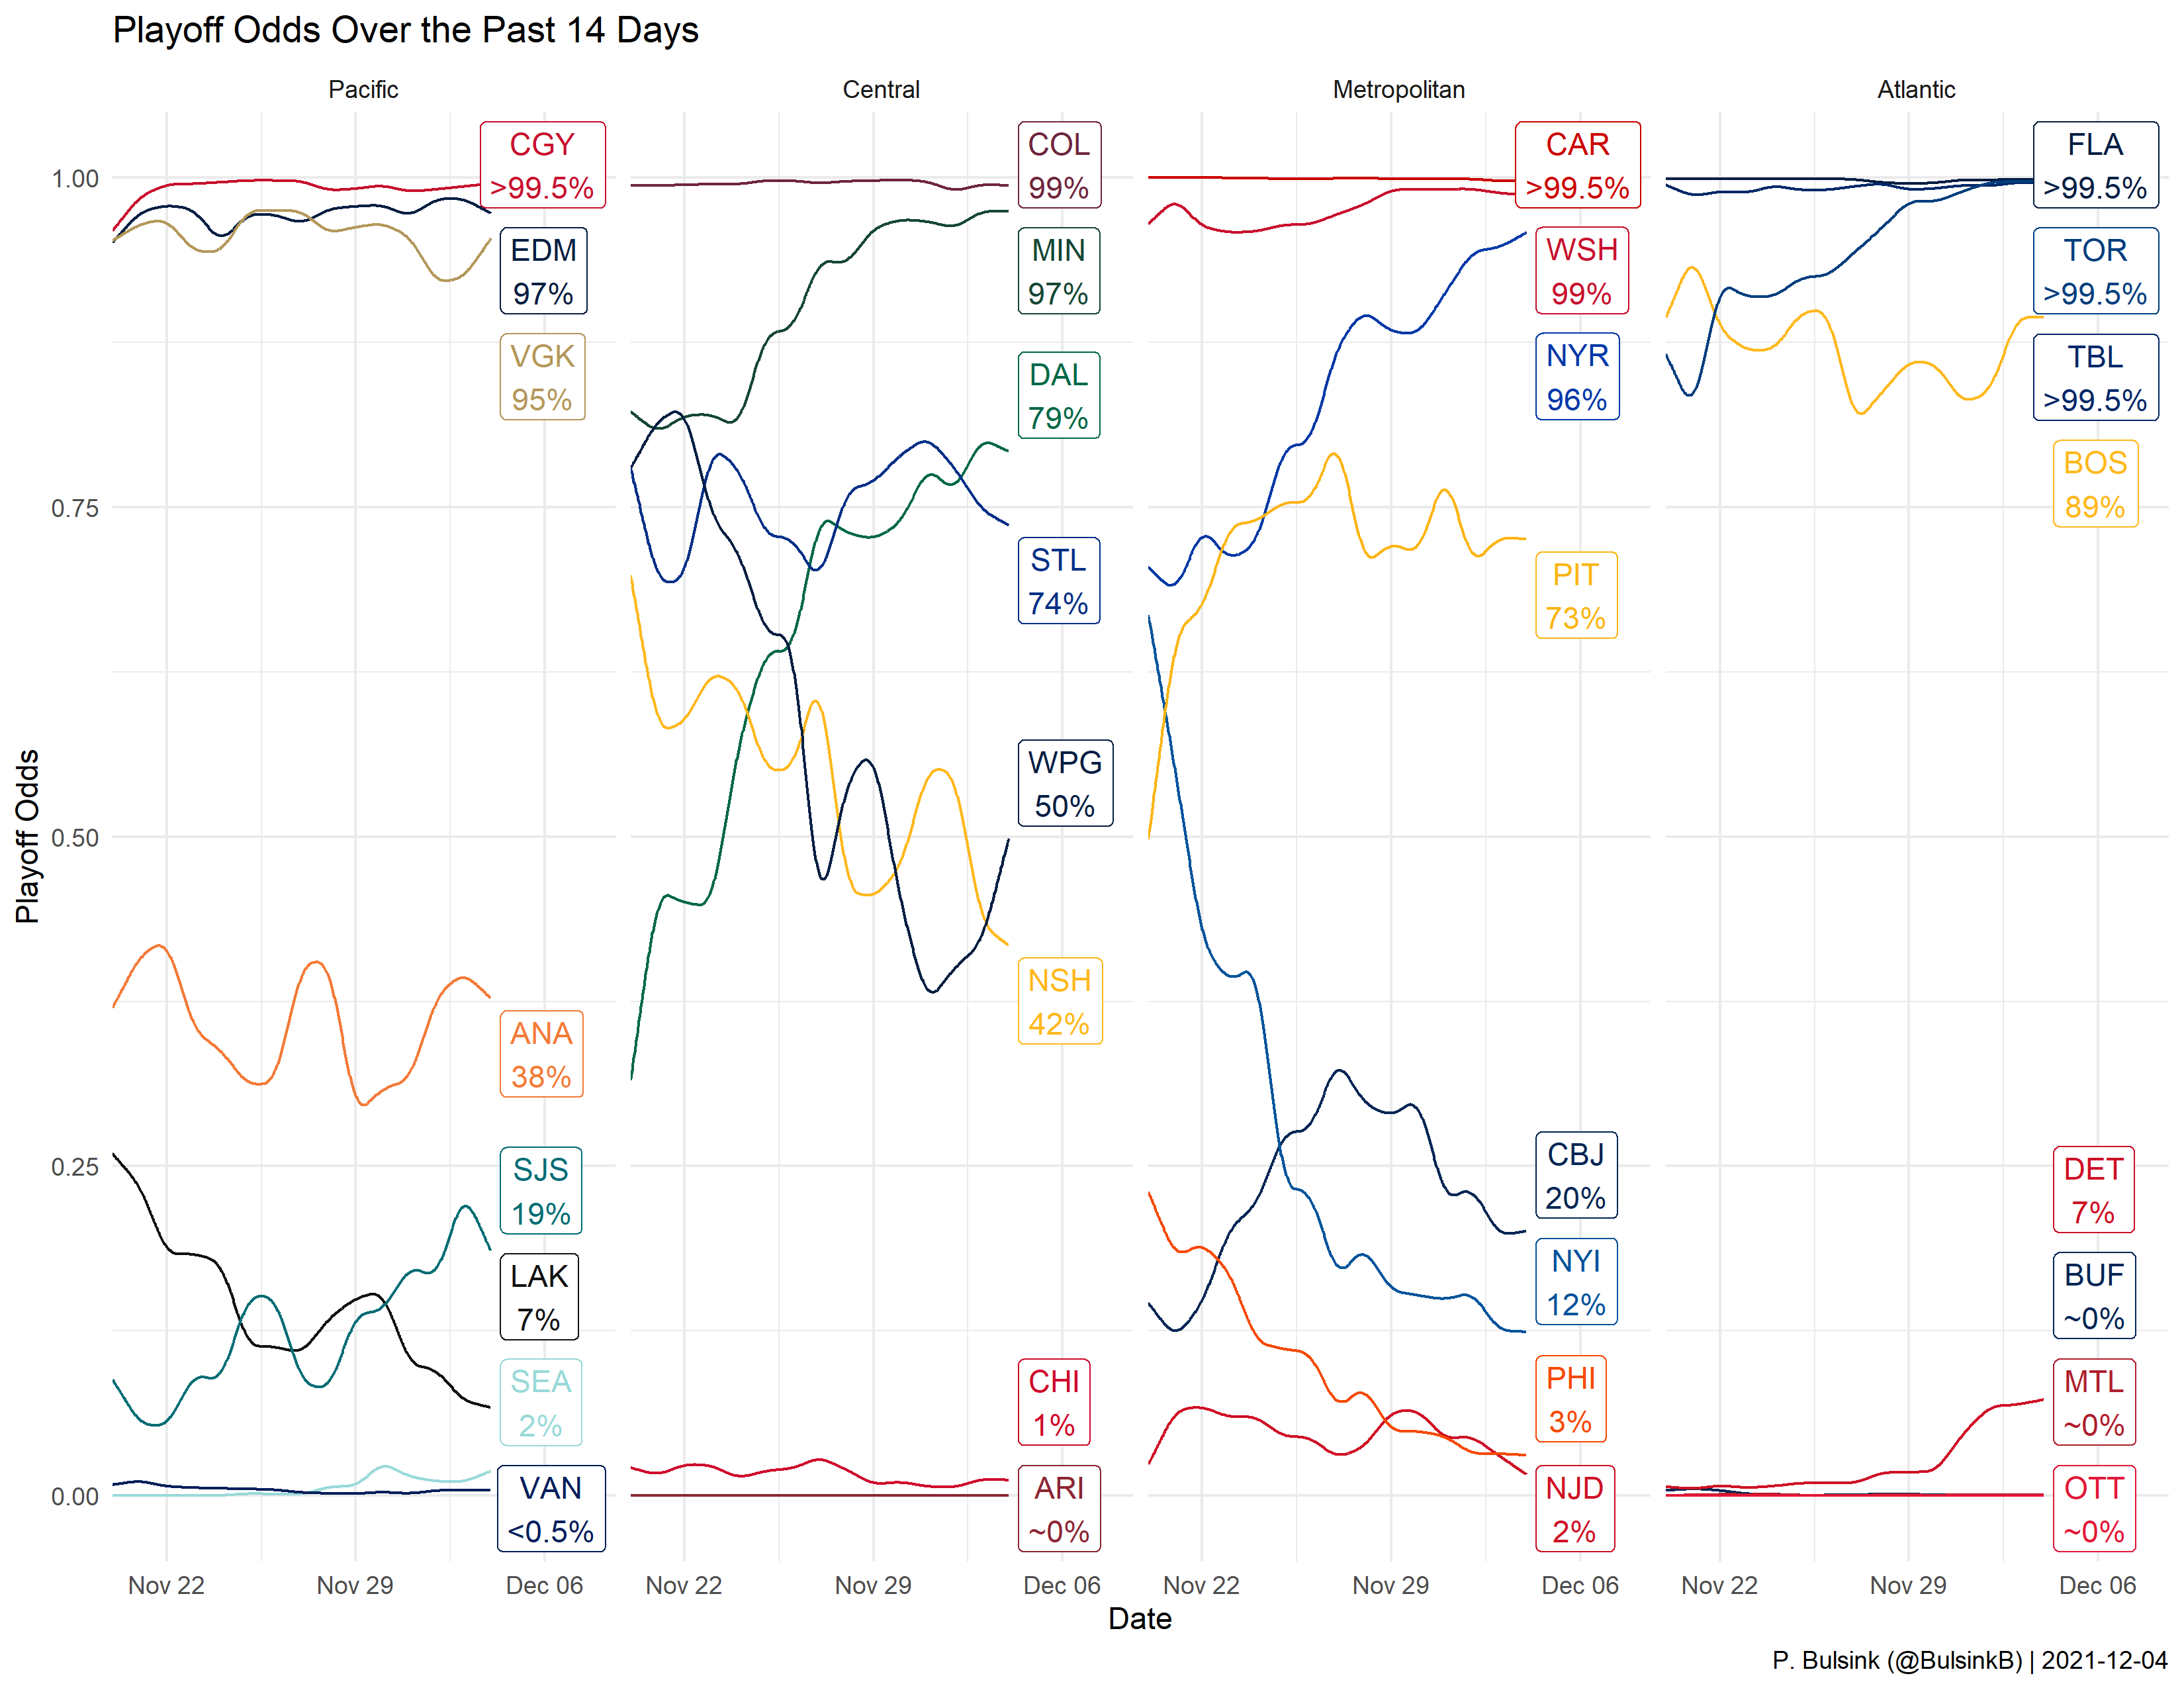 Playoff Odds Over the Past 14 Days
Pacific
Central
Metropolitan
Atlantic
Playoff Odds
1.00
0.75
0.50
0.25
0.00
CGY
>99.5%
EDM
97%
VGK
95%
ANA
38%
SJS
19%
LAK
7%
SEA
2%
VAN
<0.5%
COL
99%
MIN
97%
DAL
79%
STL
74%
WPG
50%
NSH
42%
CHI
1%
ARI
~0%
CAR
>99.5%
WSH
99%
NYR
96%
PIT
73%
CBJ
20%
NYI
12%
PHI
3%
NJD
2%
FLA
>99.5%
TOR
>99.5%
TBL
>99.5%
BOS
89%
DET
7%
BUF
~0%
MTL
~0%
OTT
~0%
Nov 22 Nov 29 Dec 06
Nov 22 Nov 29 Dec 06
Nov 22 Nov 29 Dec 06
Nov 22 Nov 29 Dec 06
Date
P. Bulsink (@BulsinkB) | 2021-12-04